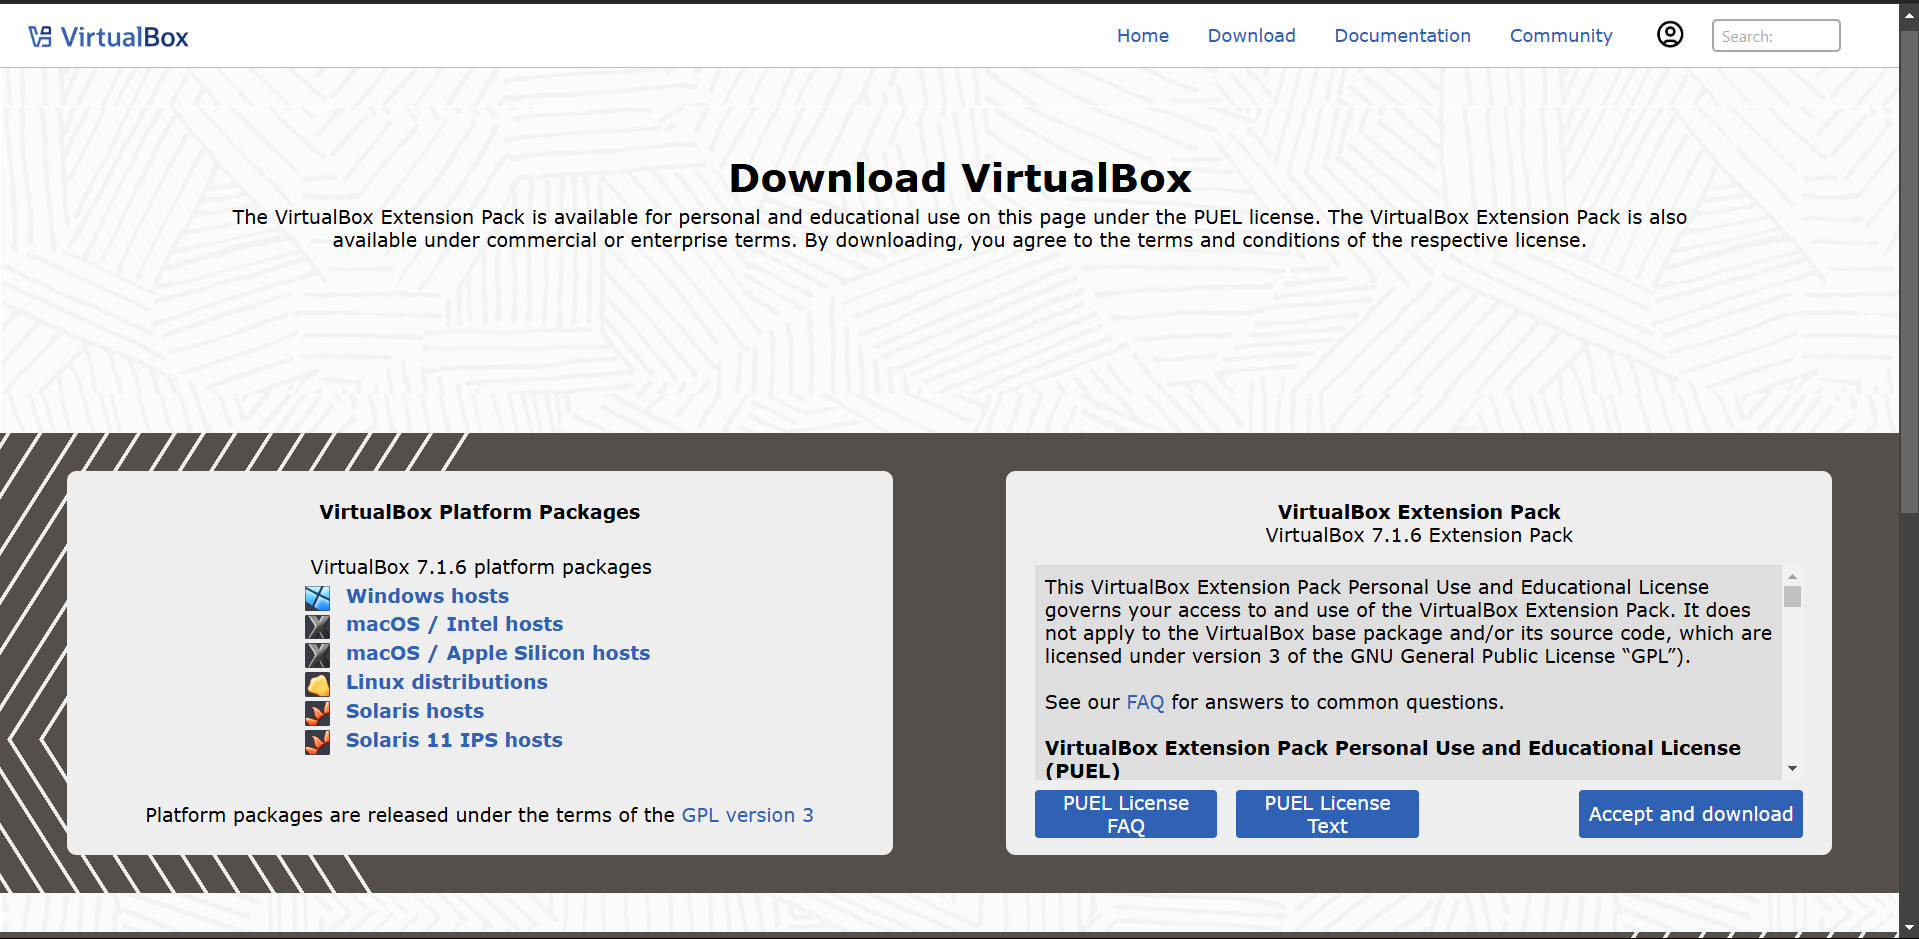 VirtualBox
Home Download Documentation Community Search:
Download VirtualBox
The VirtualBox Extension Pack is available for personal and educational use on this page under the PUEL license. The VirtualBox Extension Pack is also
available under commercial or enterprise terms. By downloading, you agree to the terms and conditions of the respective license.
VirtualBox Platform Packages
VirtualBox 7.1.6 platform packages
Windows hosts
macOS / Intel hosts
macOS / Apple Silicon hosts
Linux distributions
Solaris hosts
Solaris 11 IPS hosts
Platform packages are released under the terms of the GPL version 3
VirtualBox Extension Pack
VirtualBox 7.1.6 Extension Pack
This VirtualBox Extension Pack Personal Use and Educational License
governs your access to and use of the VirtualBox Extension Pack. It does
not apply to the VirtualBox base package and/or its source code, which are
licensed under version 3 of the GNU General Public License “GPL”).
See our FAQ for answers to common questions.
VirtualBox Extension Pack Personal Use and Educational License
(PUEL)
PUEL License
FAQ
PUEL License
Text
Accept and download